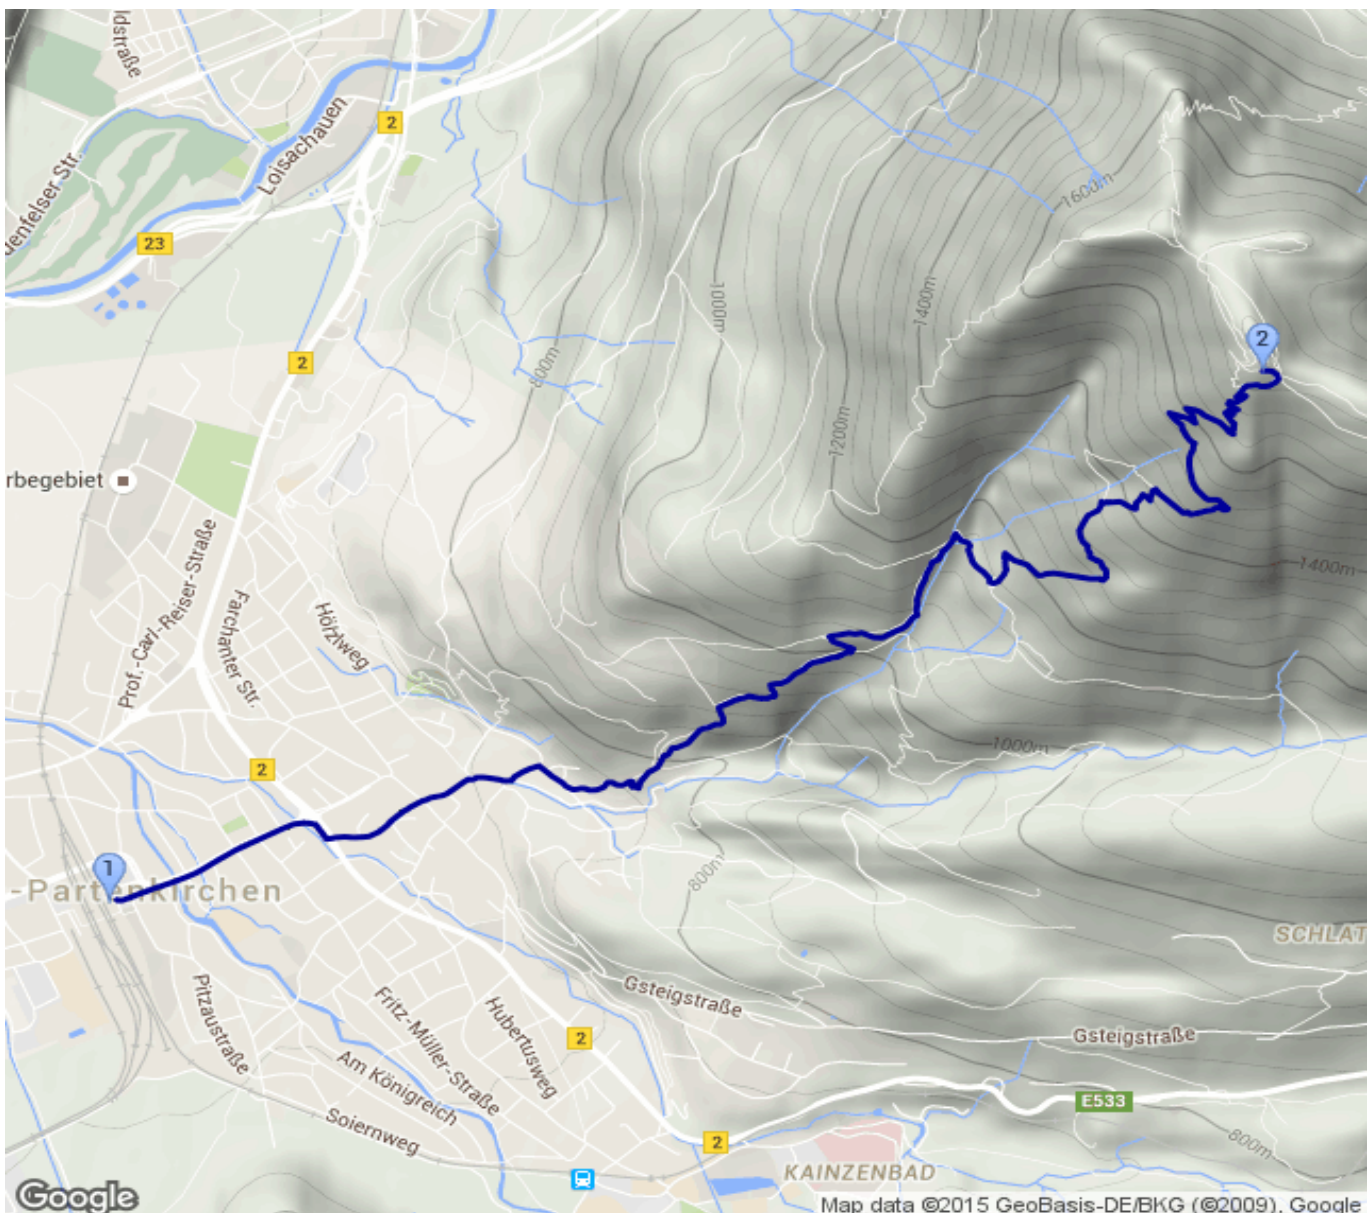 ldstraße
Loisachauen
2
denfelser Str.
23
1600m
1000m
1400m
2
800m
2
1200m
rbegebiet
Prof.-Carl-Reiser-Straße
Farchanter Str.
Hörzlweg
1400m
1000m
2
1
-Partenkirchen
800m
SCHLAT
Pitzaustraße
Fritz-Müller-Straße
Hubertusweg
Gsteigstraße
2
Gsteigstraße
Am Königreich
E533
Soiernweg
2
800m
KAINZENBAD
Google
Map data ©2015 GeoBasis-DE/BKG (©2009), Google